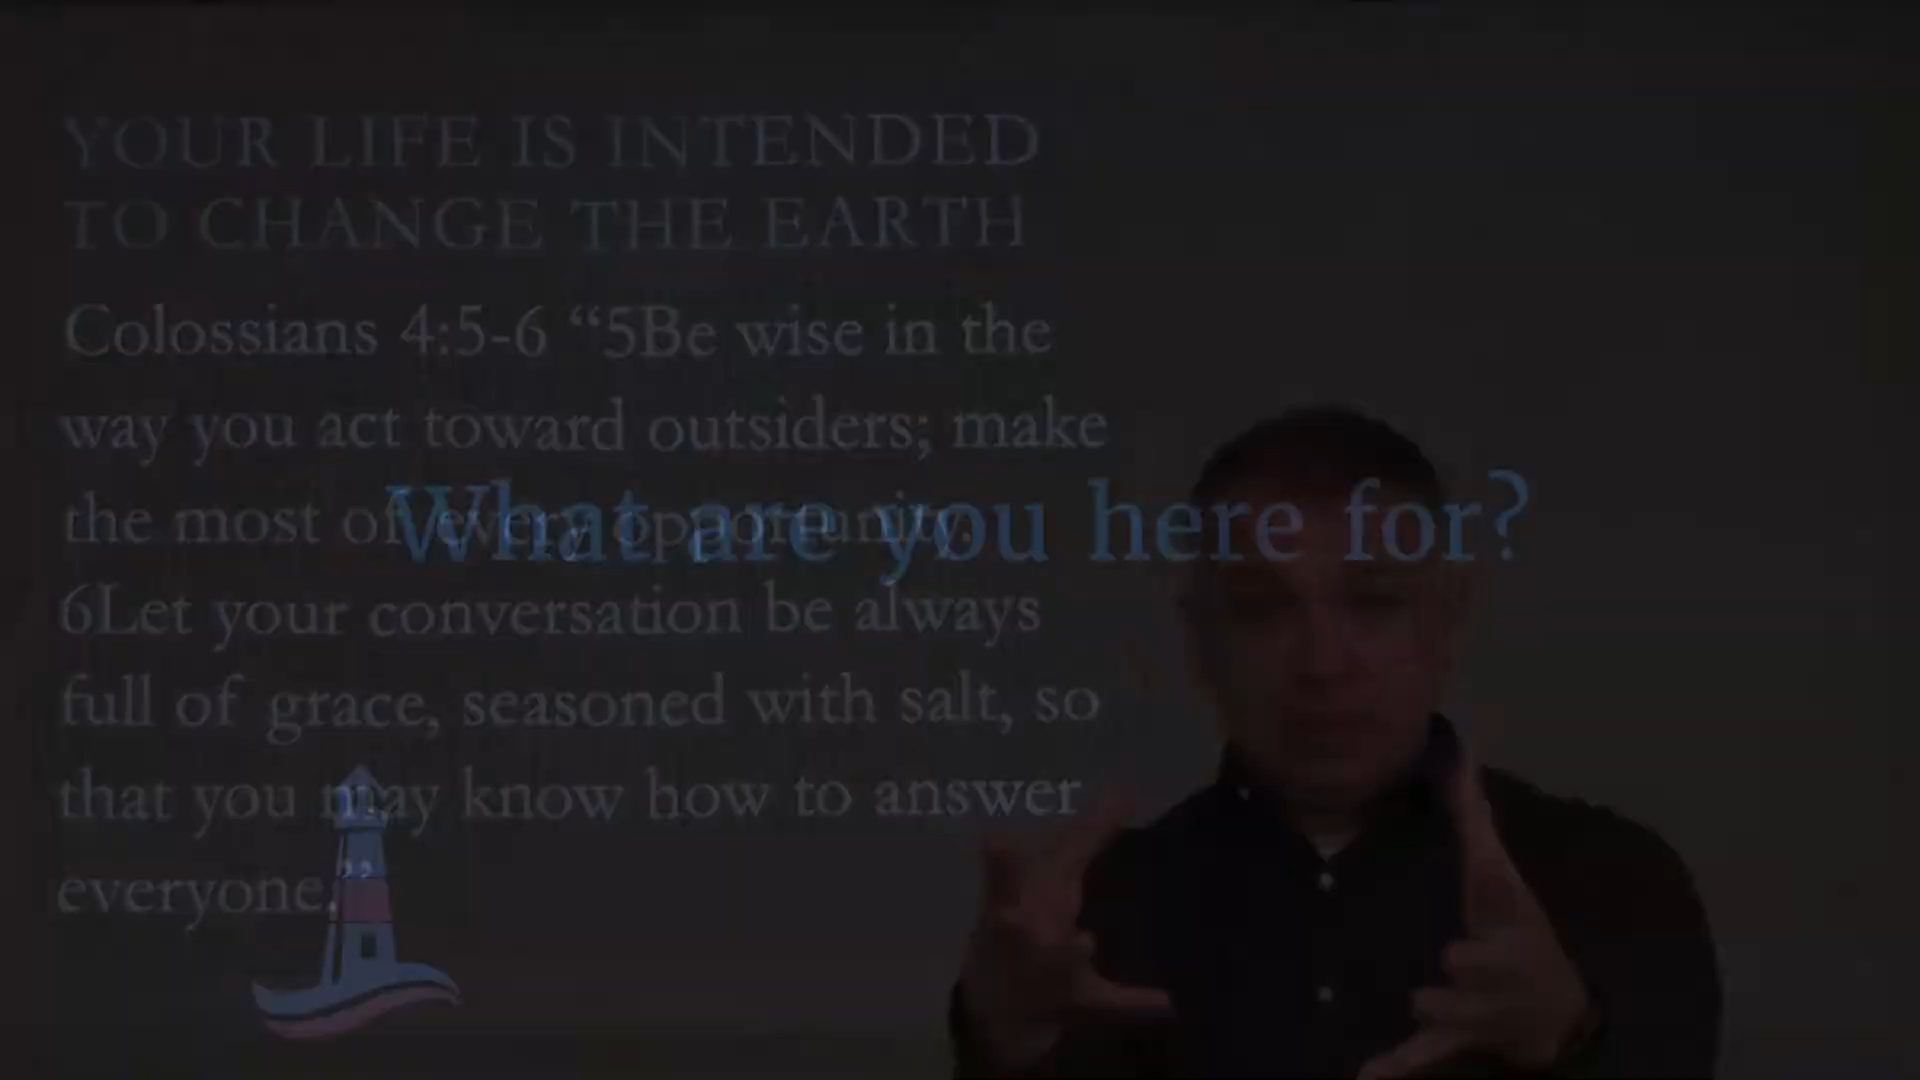 YOUR LIFE IS INTENDED
TO CHANGE THE EARTH
Colossians 4:5-6 “5Be wise in the
way you act toward outsiders; make
the most of every opportunity.
6Let your conversation be always
full of grace, seasoned with salt, so
that you may know how to answer
everyone.”
What are you here for?